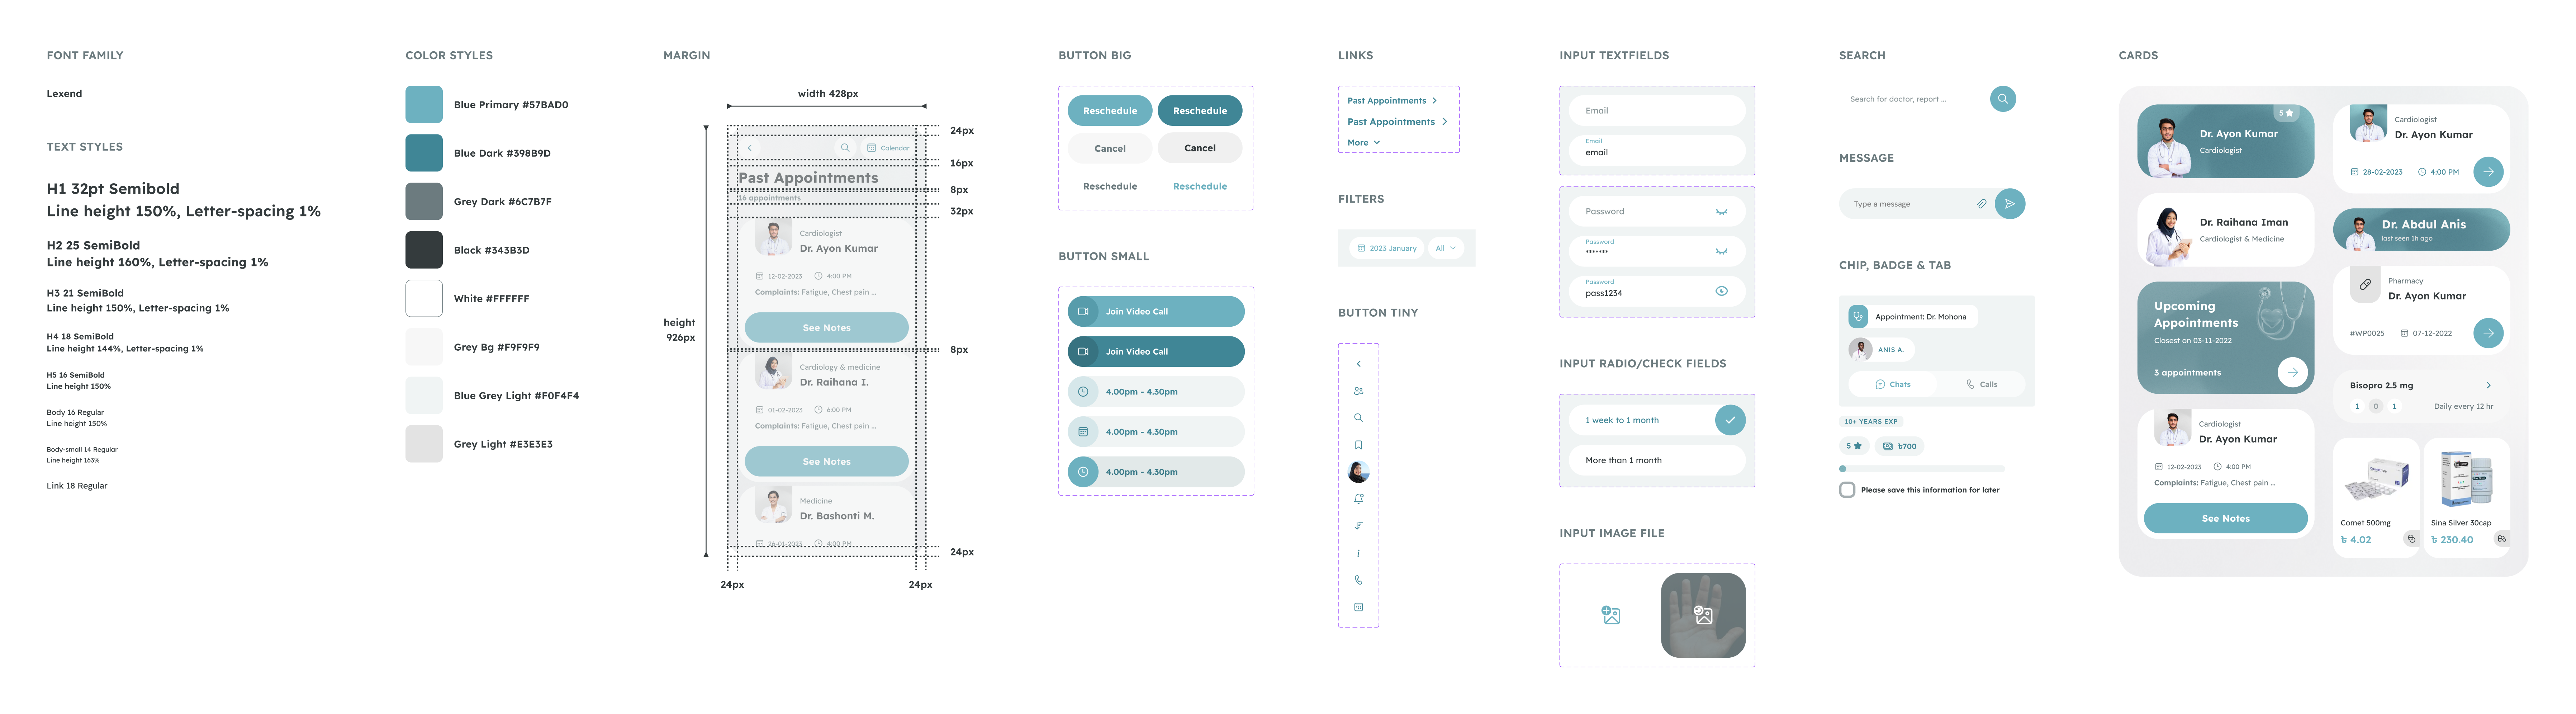 FONT FAMILY
Lexend
TEXT STYLES
H1 32pt Semibold
Line height 150%, Letter-spacing 1%
H2 25 SemiBold
Line height 160%, Letter-spacing 1%
H3 21 SemiBold
Line height 150%, Letter-spacing 1%
H4 18 SemiBold
Line height 144%, Letter-spacing 1%
H5 16 SemiBold
Line height 150%
Body 16 Regular
Line height 150%
Body-small 14 Regular
Line height 163%
Link 18 Regular
COLOR STYLES
Blue Primary #57BAD0
Blue Dark #398B9D
Grey Dark #6C7B7F
Black #343B3D
White #FFFFFF
Grey Bg #F9F9F9
Blue Grey Light #F0F4F4
Grey Light #E3E3E3
MARGIN
width 428px
height
926px
24px
16px
8px
32px
8px
24px
24px
24px
Calendar
Past Appointments
16 appointments
Cardiologist
Dr. Ayon Kumar
12-02-2023
4:00 PM
Complaints: Fatigue, Chest pain ...
See Notes
Cardiology & medicine
Dr. Raihana I.
01-02-2023
6:00 PM
Complaints: Fatigue, Chest pain ...
See Notes
Medicine
Dr. Bashonti M.
26-01-2023
4:00 PM
BUTTON BIG
Reschedule
Reschedule
Cancel
Cancel
Reschedule
Reschedule
BUTTON SMALL
Join Video Call
Join Video Call
4.00pm - 4.30pm
4.00pm - 4.30pm
4.00pm - 4.30pm
LINKS
Past Appointments
Past Appointments
More
FILTERS
2023 January
All
BUTTON TINY
INPUT TEXTFIELDS
Email
Email
email
Password
Password
•••••••
Password
pass1234
INPUT RADIO/CHECK FIELDS
1 week to 1 month
More than 1 month
INPUT IMAGE FILE
SEARCH
Search for doctor, report ...
MESSAGE
Type a message
CHIP, BADGE & TAB
Appointment: Dr. Mohona
ANIS A.
Chats
Calls
10+ YEARS EXP
5
৳700
Please save this information for later
CARDS
5
Dr. Ayon Kumar
Cardiologist
Dr. Raihana Iman
Cardiologist & Medicine
Upcoming
Appointments
Closest on 03-11-2022
3 appointments
Cardiologist
Dr. Ayon Kumar
12-02-2023
4:00 PM
Complaints: Fatigue, Chest pain ...
See Notes
Cardiologist
Dr. Ayon Kumar
28-02-2023
4:00 PM
Dr. Abdul Anis
last seen 1h ago
Pharmacy
Dr. Ayon Kumar
#WP0025
07-12-2022
Bisopro 2.5 mg
1 0 1
Daily every 12 hr
Comet 500mg
৳ 4.02
Sina Silver 30cap
৳ 230.40